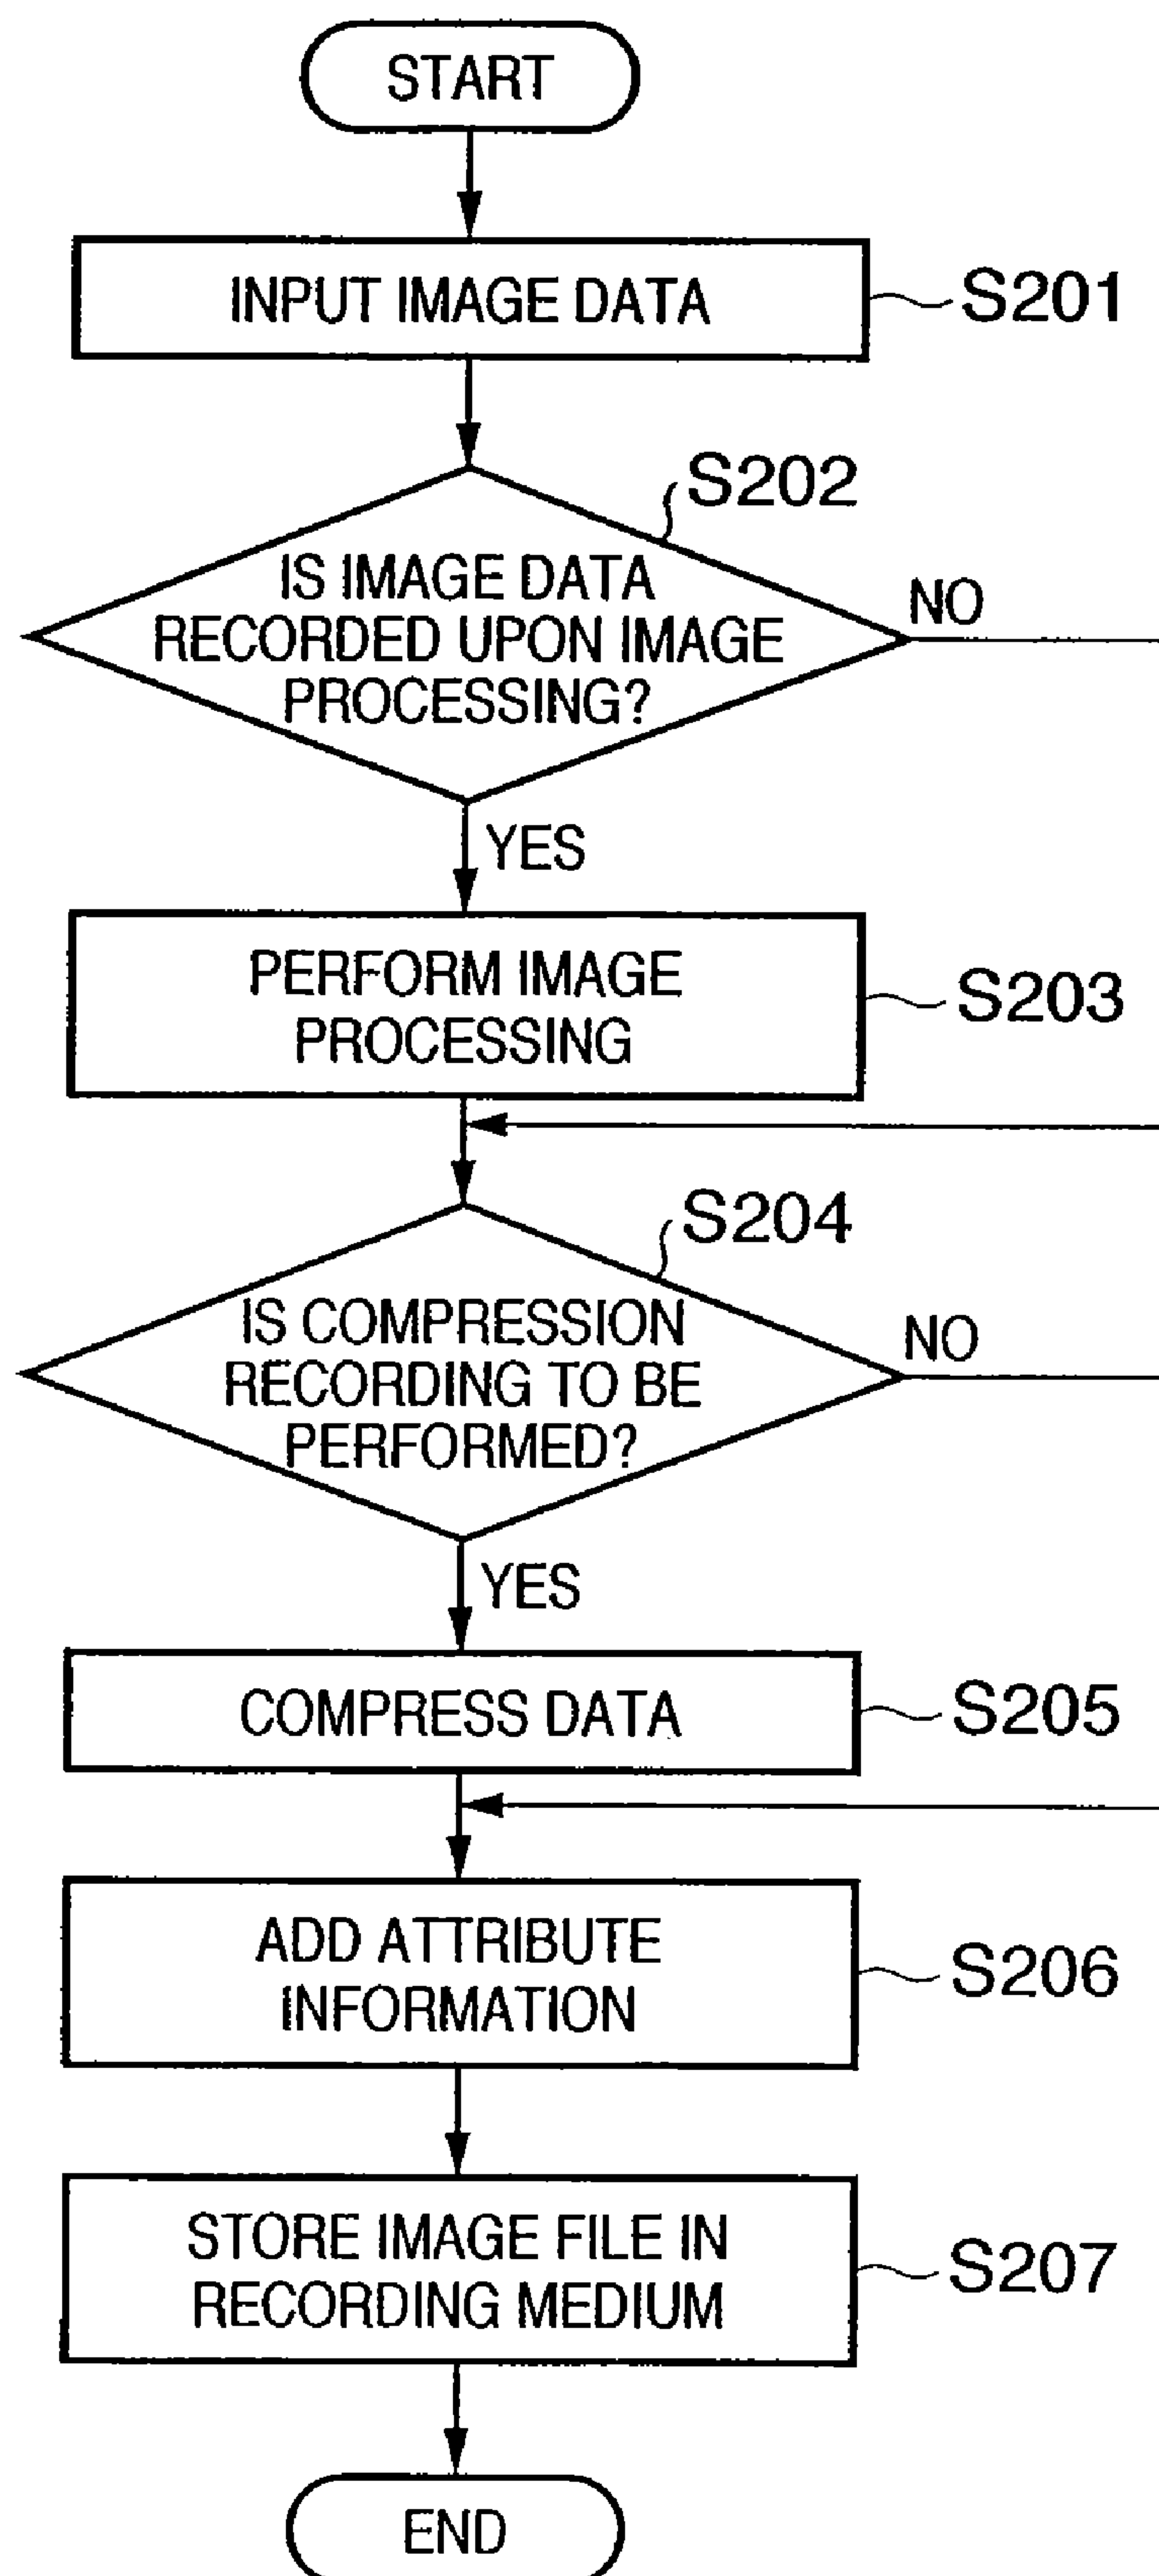 START
INPUT IMAGE DATA
S201
S202
IS IMAGE DATA
RECORDED UPON IMAGE
PROCESSING?
NO
YES
PERFORM IMAGE
PROCESSING
S203
S204
IS COMPRESSION
RECORDING TO BE
PERFORMED?
NO
YES
COMPRESS DATA
S205
ADD ATTRIBUTE
INFORMATION
S206
STORE IMAGE FILE IN
RECORDING MEDIUM
S207
END